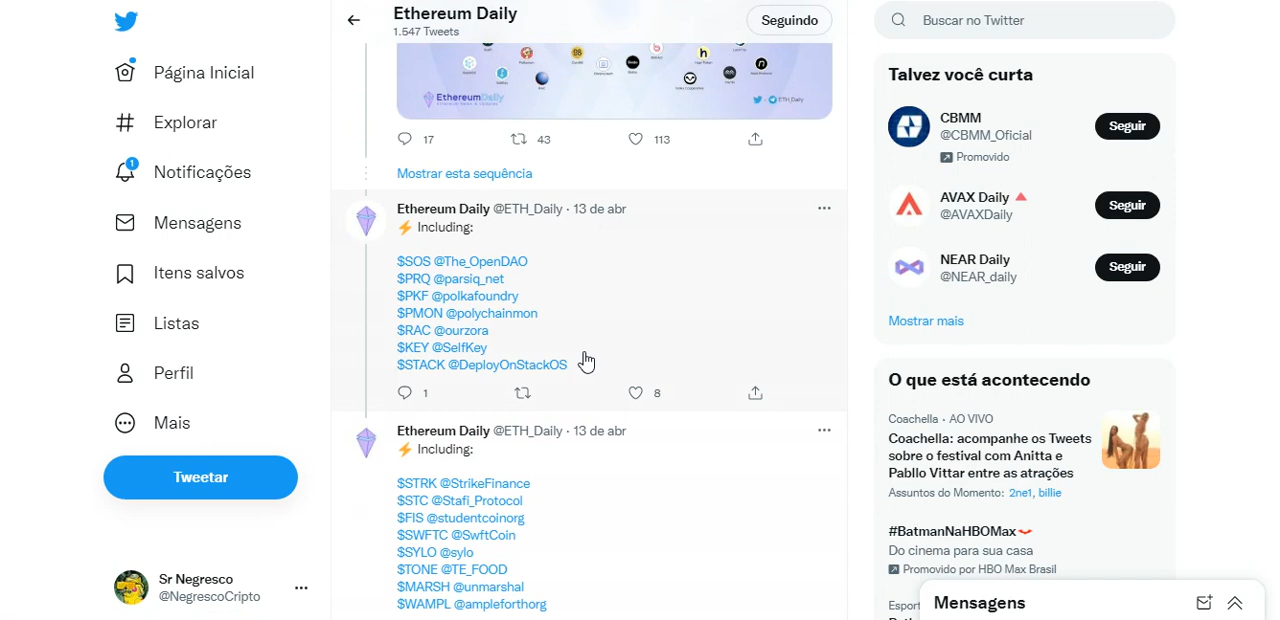 Página Inicial
Explorar
1
Notificações
Mensagens
Itens salvos
Listas
Perfil
Mais
Tweetar
Sr Negresco
@NegrescoCripto
Ethereum Daily
1.547 Tweets
Seguindo
EthereumDaily
@ETH_Daily
17
43
113
Mostrar esta sequência
Ethereum Daily @ETH_Daily · 13 de abr
⚡ Including:
$SOS @The_OpenDAO
$PRQ @parsiq_net
$PKF @polkafoundry
$PMON @polychainmon
$RAC @ourzora
$KEY @SelfKey
$STACK @DeployOnStackOS
1
8
Ethereum Daily @ETH_Daily · 13 de abr
⚡ Including:
$STRK @StrikeFinance
$STC @Stafi_Protocol
$FIS @studentcoinorg
$SWFTC @SwftCoin
$SYLO @sylo
$TONE @TE_FOOD
$MARSH @unmarshal
$WAMPL @ampleforthorg
Buscar no Twitter
Talvez você curta
CBMM
@CBMM_Oficial
Promovido
Seguir
AVAX Daily
@AVAXDaily
Seguir
NEAR Daily
@NEAR_daily
Seguir
Mostrar mais
O que está acontecendo
Coachella · AO VIVO
Coachella: acompanhe os Tweets
sobre o festival com Anitta e
Pabllo Vittar entre as atrações
Assuntos do Momento: 2ne1, billie
#BatmanNaHBOMax
Do cinema para sua casa
Promovido por HBO Max Brasil
Mensagens